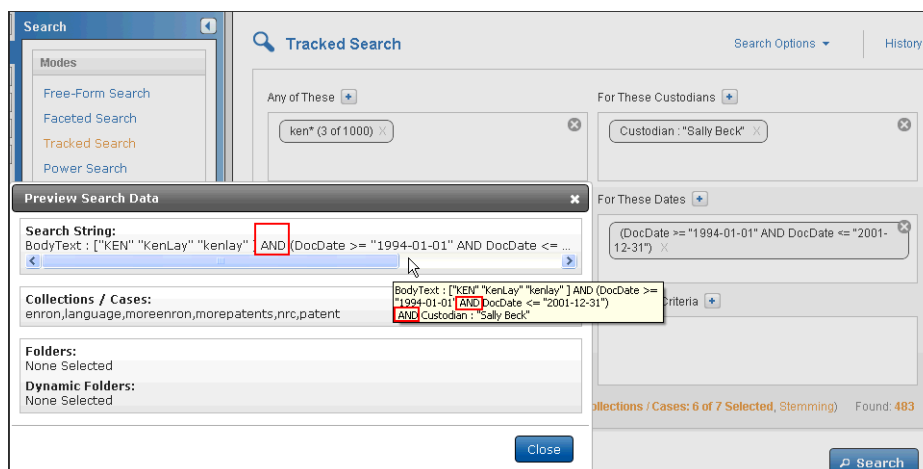 Search
Modes
Free-Form Search
Faceted Search
Tracked Search
Power Search
Tracked Search
Search Options
History
Any of These
ken* (3 of 1000) X
For These Custodians
Custodian : "Sally Beck" X
For These Dates
(DocDate >= "1994-01-01" AND DocDate <= "2001-
12-31") X
Criteria
Preview Search Data
Search String:
BodyText : ["KEN" "KenLay" "kenlay" ] AND (DocDate >= "1994-01-01" AND DocDate <= ...
BodyText : ["KEN" "KenLay" "kenlay" ] AND (DocDate >=
"1994-01-01" AND DocDate <= "2001-12-31")
AND Custodian : "Sally Beck"
Collections / Cases:
enron,language,moreenron,morepatents,nrc,patent
Folders:
None Selected
Dynamic Folders:
None Selected
Close
ollections / Cases: 6 of 7 Selected, Stemming) Found: 483
Search